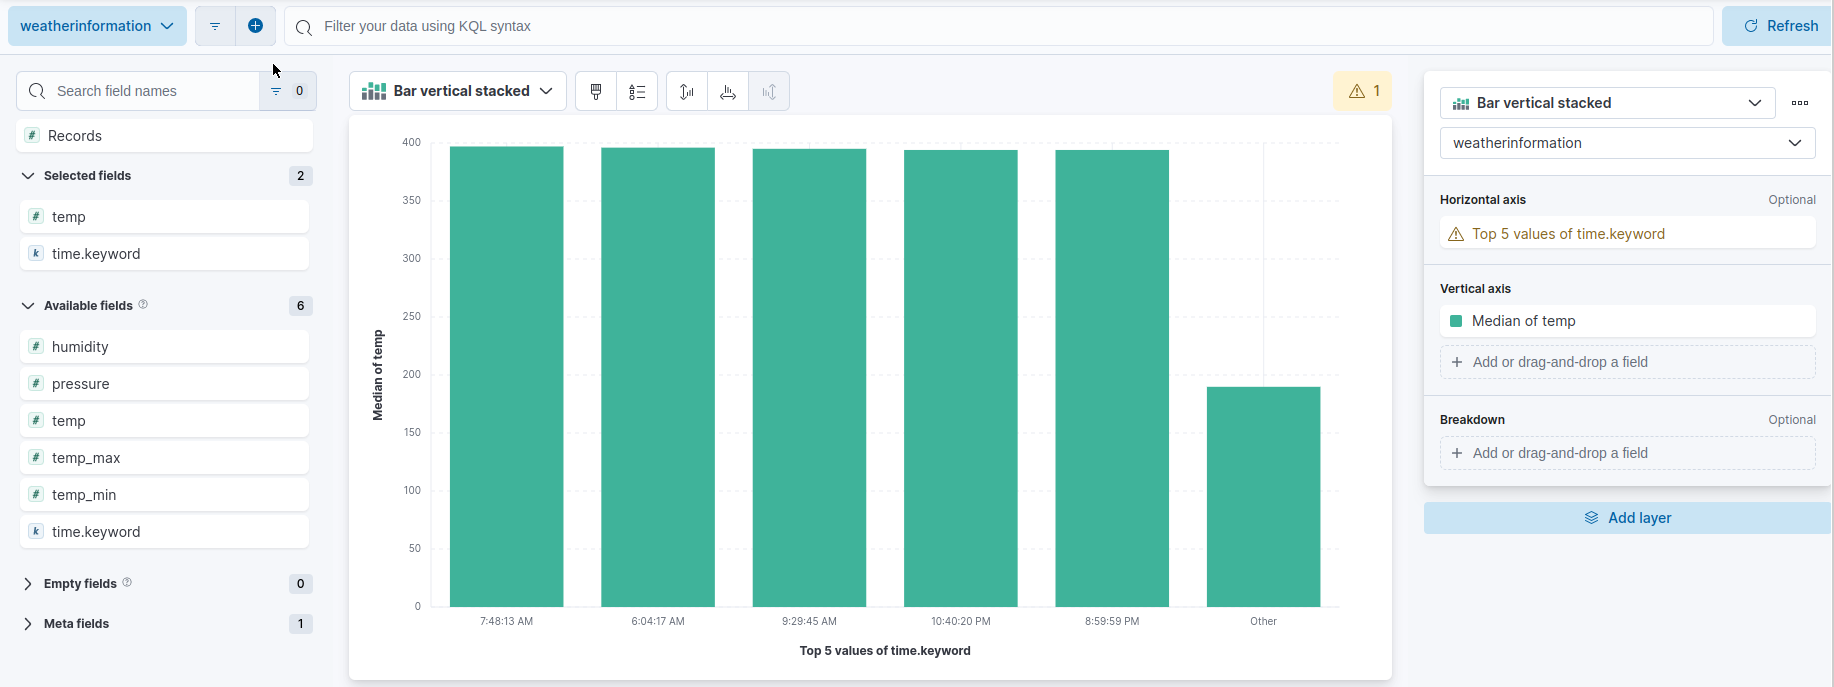 weatherinformation
Filter your data using KQL syntax
Refresh
Search field names
0
Records
Selected fields
2
temp
time.keyword
Available fields
6
humidity
pressure
temp
temp_max
temp_min
time.keyword
Empty fields
0
Meta fields
1
Bar vertical stacked
1
400
350
300
250
200
150
100
50
0
Median of temp
7:48:13 AM
6:04:17 AM
9:29:45 AM
10:40:20 PM
8:59:59 PM
Other
Top 5 values of time.keyword
Bar vertical stacked
weatherinformation
Horizontal axis
Optional
Top 5 values of time.keyword
Vertical axis
Median of temp
Add or drag-and-drop a field
Breakdown
Optional
Add or drag-and-drop a field
Add layer